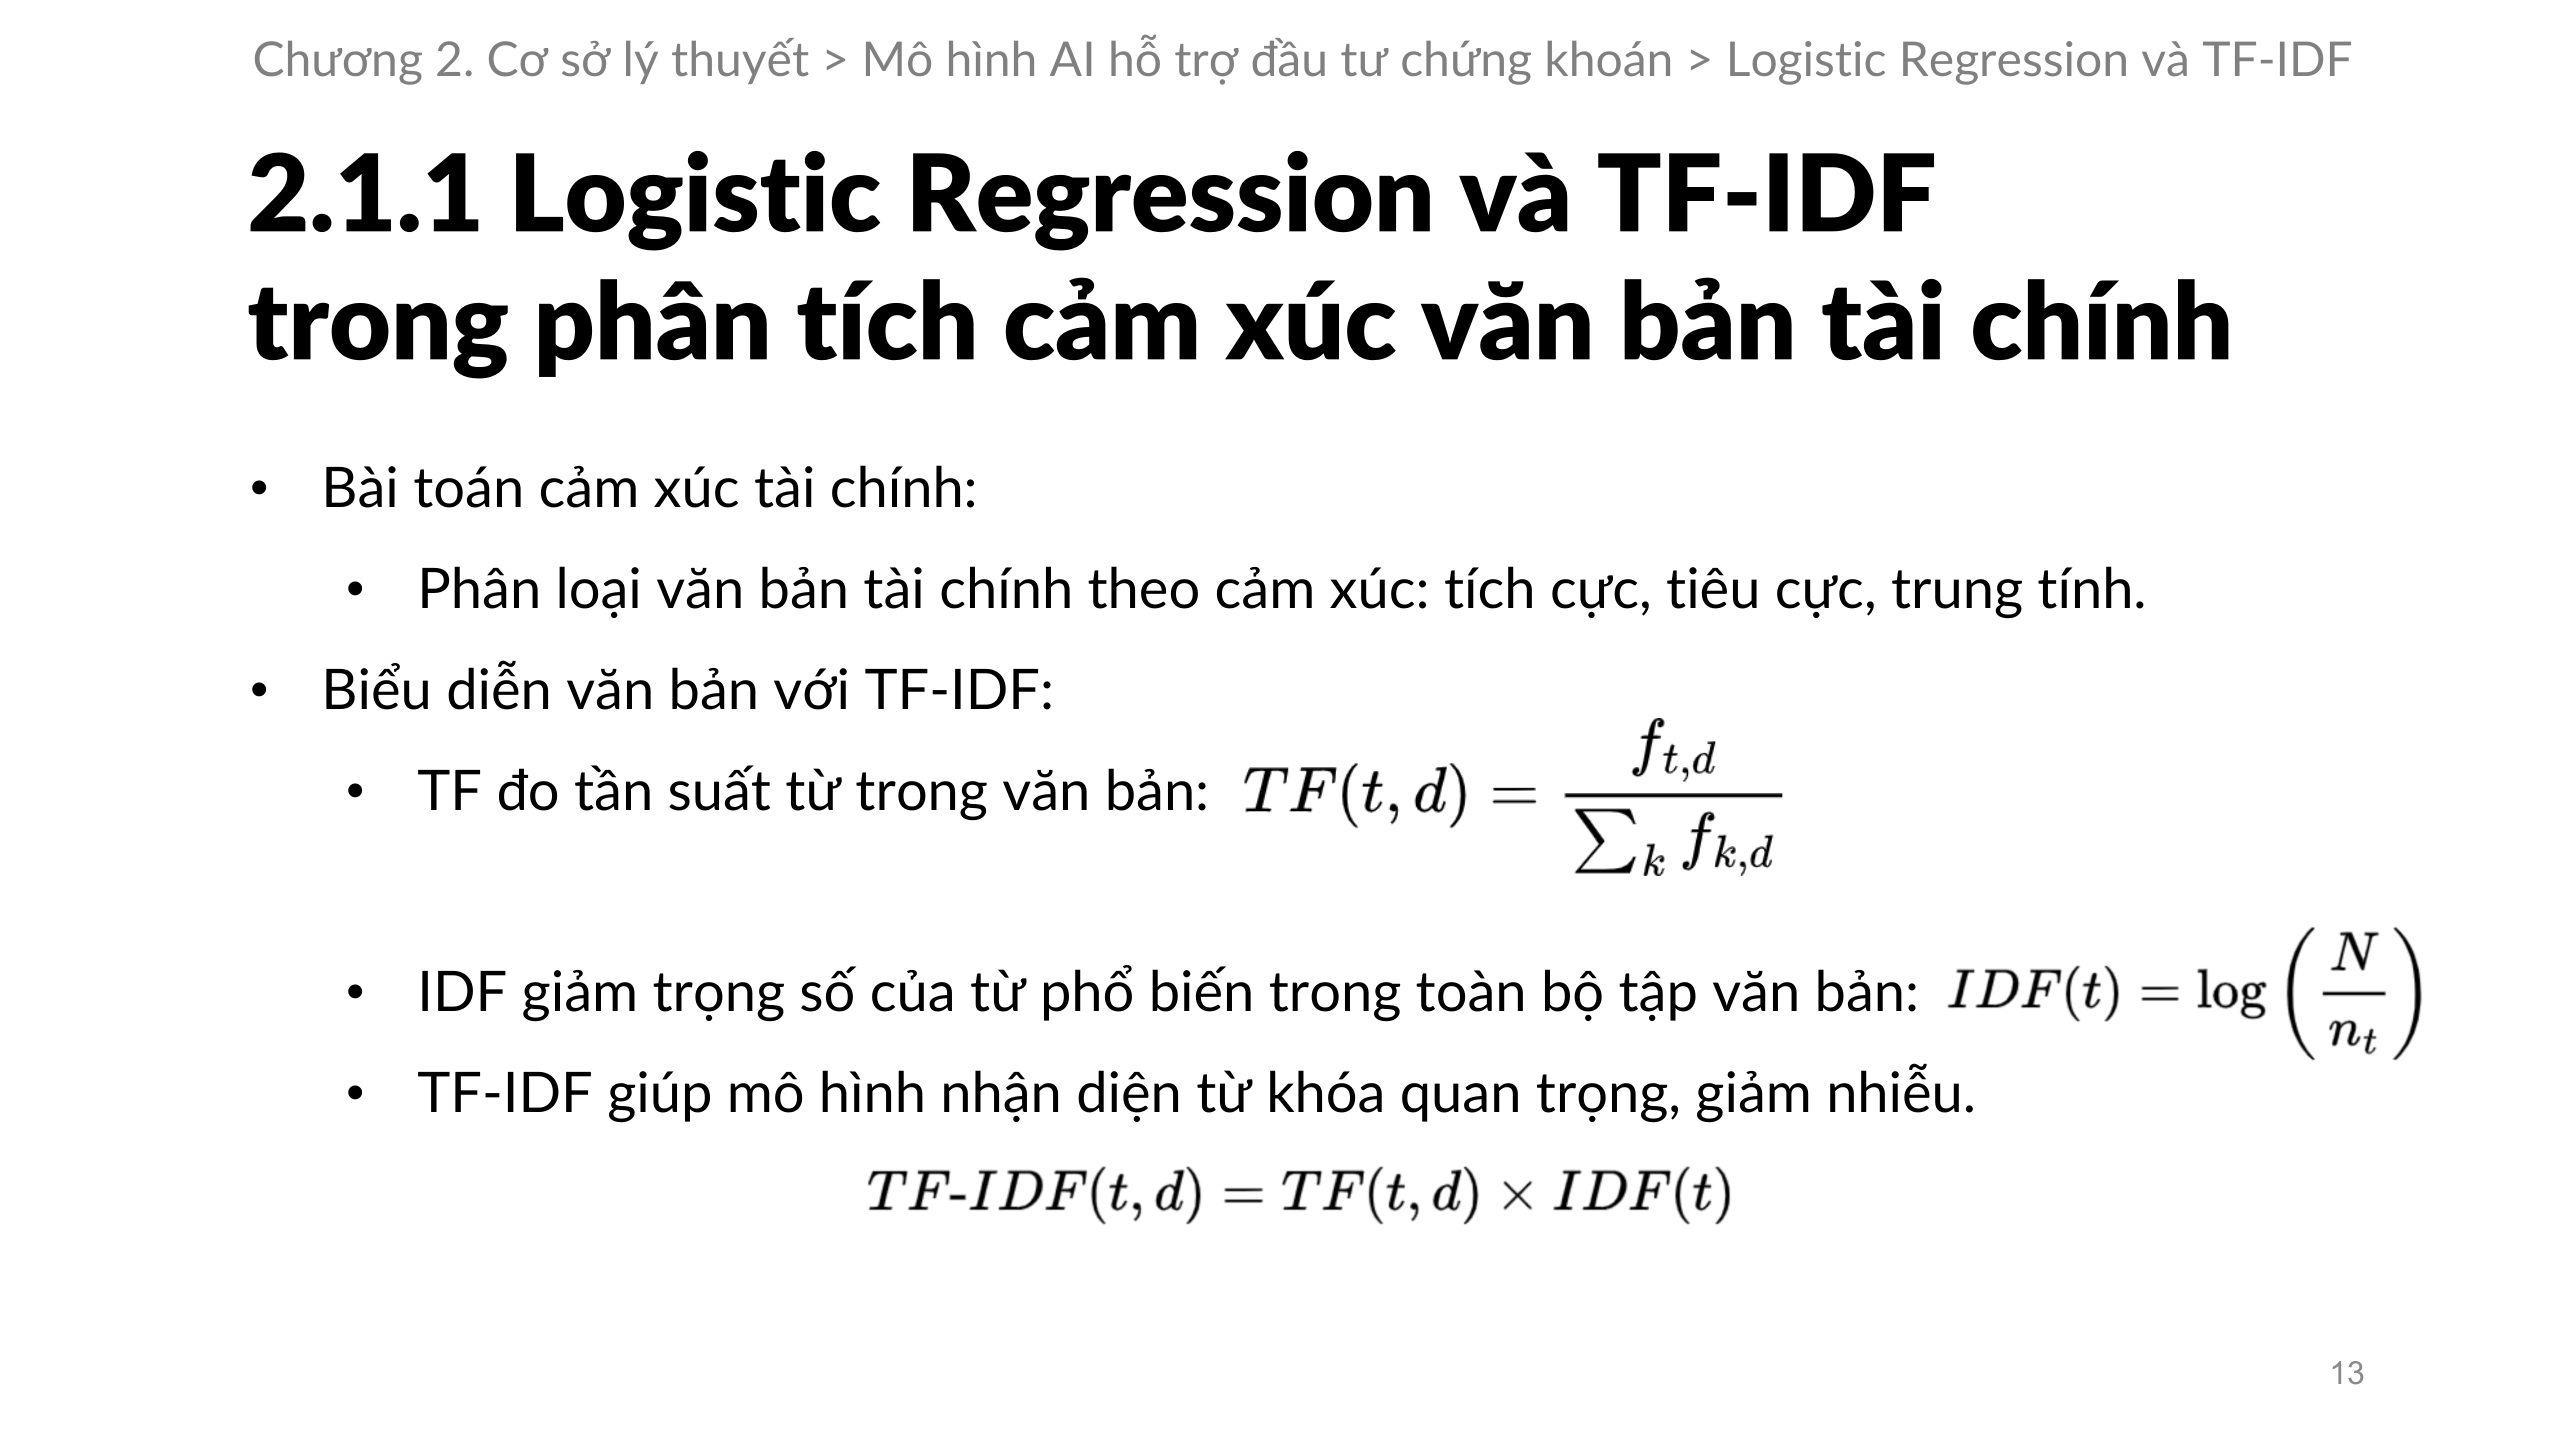 Chương 2. Cơ sở lý thuyết > Mô hình AI hỗ trợ đầu tư chứng khoán > Logistic Regression và TF-IDF
2.1.1 Logistic Regression và TF-IDF
trong phân tích cảm xúc văn bản tài chính
• Bài toán cảm xúc tài chính:
• Phân loại văn bản tài chính theo cảm xúc: tích cực, tiêu cực, trung tính.
• Biểu diễn văn bản với TF-IDF:
• TF đo tần suất từ trong văn bản: $TF(t,d) = \frac{f_{t,d}}{\sum_k f_{k,d}}$
• IDF giảm trọng số của từ phổ biến trong toàn bộ tập văn bản: $IDF(t) = \log\left(\frac{N}{n_t}\right)$
• TF-IDF giúp mô hình nhận diện từ khóa quan trọng, giảm nhiễu.
$TF\text{-}IDF(t,d) = TF(t,d) \times IDF(t)$
13